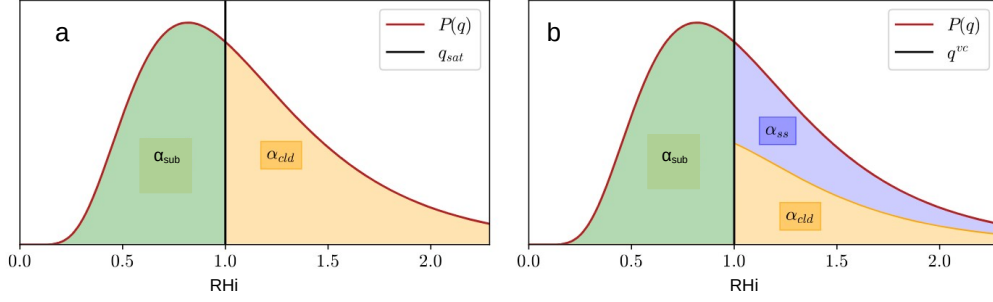 a
P(q)
q_sat
α_sub
α_cld
0.0 0.5 1.0 1.5 2.0
RHi
b
P(q)
q^vc
α_ss
α_sub
α_cld
0.0 0.5 1.0 1.5 2.0
RHi